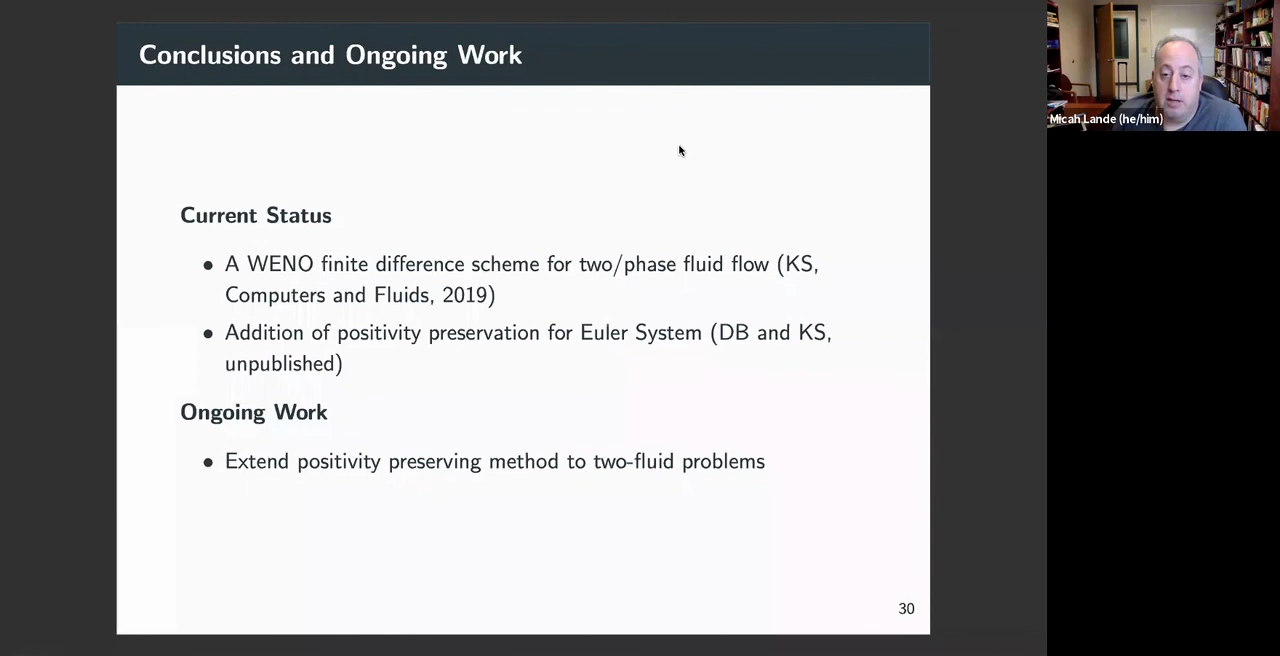 Conclusions and Ongoing Work
Micah Lande (he/him)
Current Status
• A WENO finite difference scheme for two/phase fluid flow (KS,
Computers and Fluids, 2019)
• Addition of positivity preservation for Euler System (DB and KS,
unpublished)
Ongoing Work
• Extend positivity preserving method to two-fluid problems
30